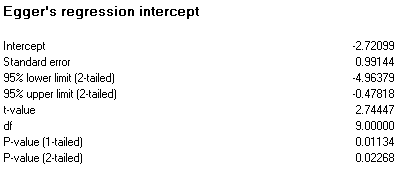 Egger's regression intercept
Intercept -2.72099
Standard error 0.99144
95% lower limit (2-tailed) -4.96379
95% upper limit (2-tailed) -0.47818
t-value 2.74447
df 9.00000
P-value (1-tailed) 0.01134
P-value (2-tailed) 0.02268